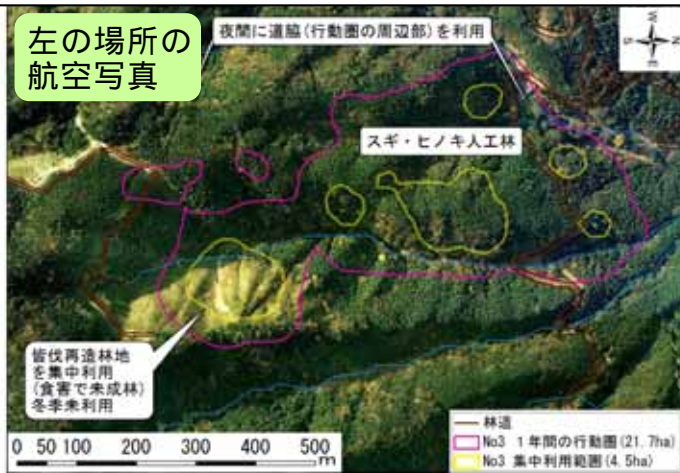 左の場所の
航空写真
夜間に道脇(行動圏の周辺部)を利用
W
S N
E
スギ・ヒノキ人工林
皆伐再造林地
を集中利用
(食害で未成林)
冬季未利用
0 50 100 200 300 400 500
m
林道
No3 1年間の行動圏(21.7ha)
No3 集中利用範囲(4.5ha)